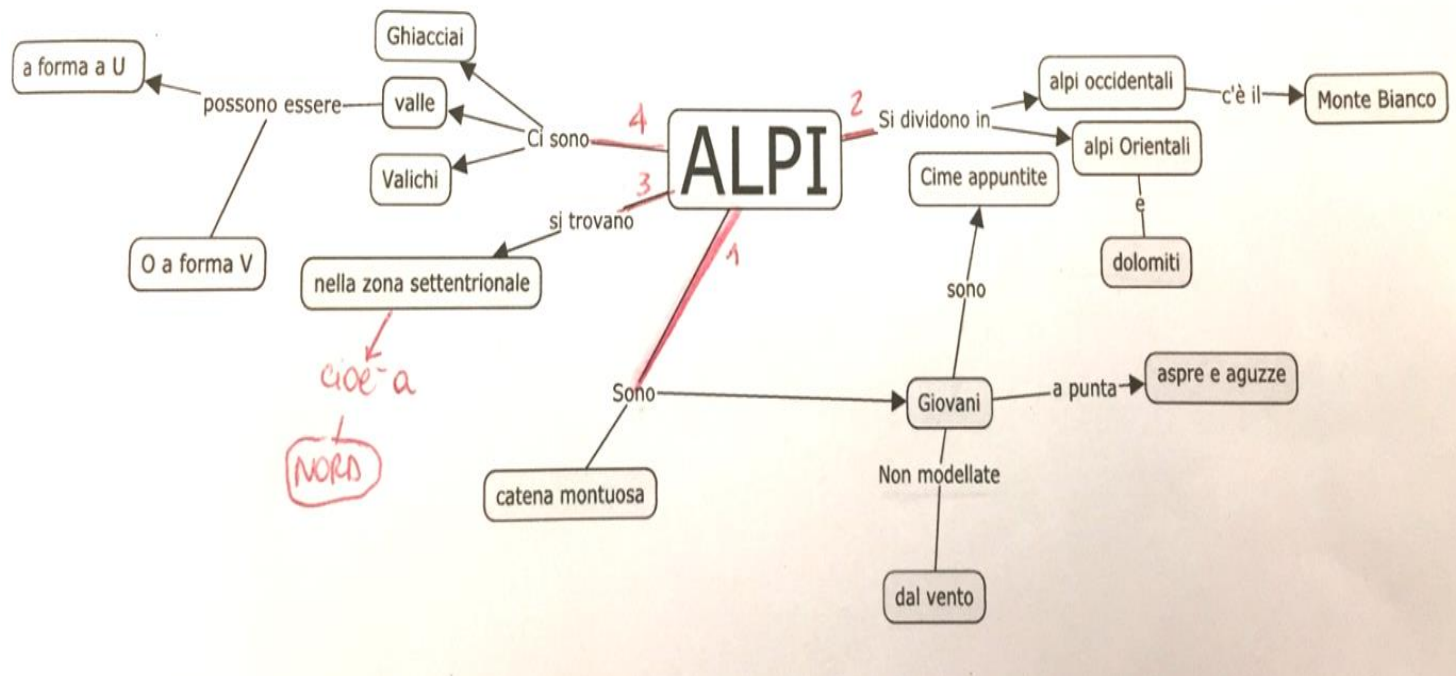 Ghiacciai
a forma a U
possono essere
valle
Ci sono
4
ALPI
2
Si dividono in
alpi occidentali
c'è il
Monte Bianco
alpi Orientali
Valichi
3
Cime appuntite
e
si trovano
1
O a forma V
dolomiti
nella zona settentrionale
sono
cioè a
NORD
Sono
Giovani
a punta
aspre e aguzze
Non modellate
catena montuosa
dal vento